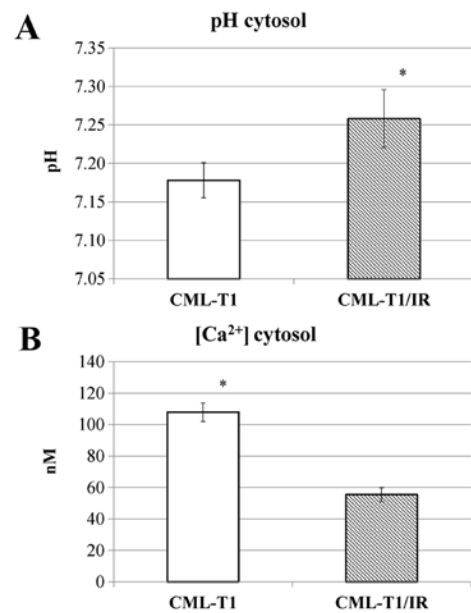 A
pH cytosol
7.35
7.30
7.25
7.20
7.15
7.10
7.05
pH
*
CML-T1
CML-T1/IR
B
[Ca²⁺] cytosol
140
120
100
80
60
40
20
0
nM
*
CML-T1
CML-T1/IR